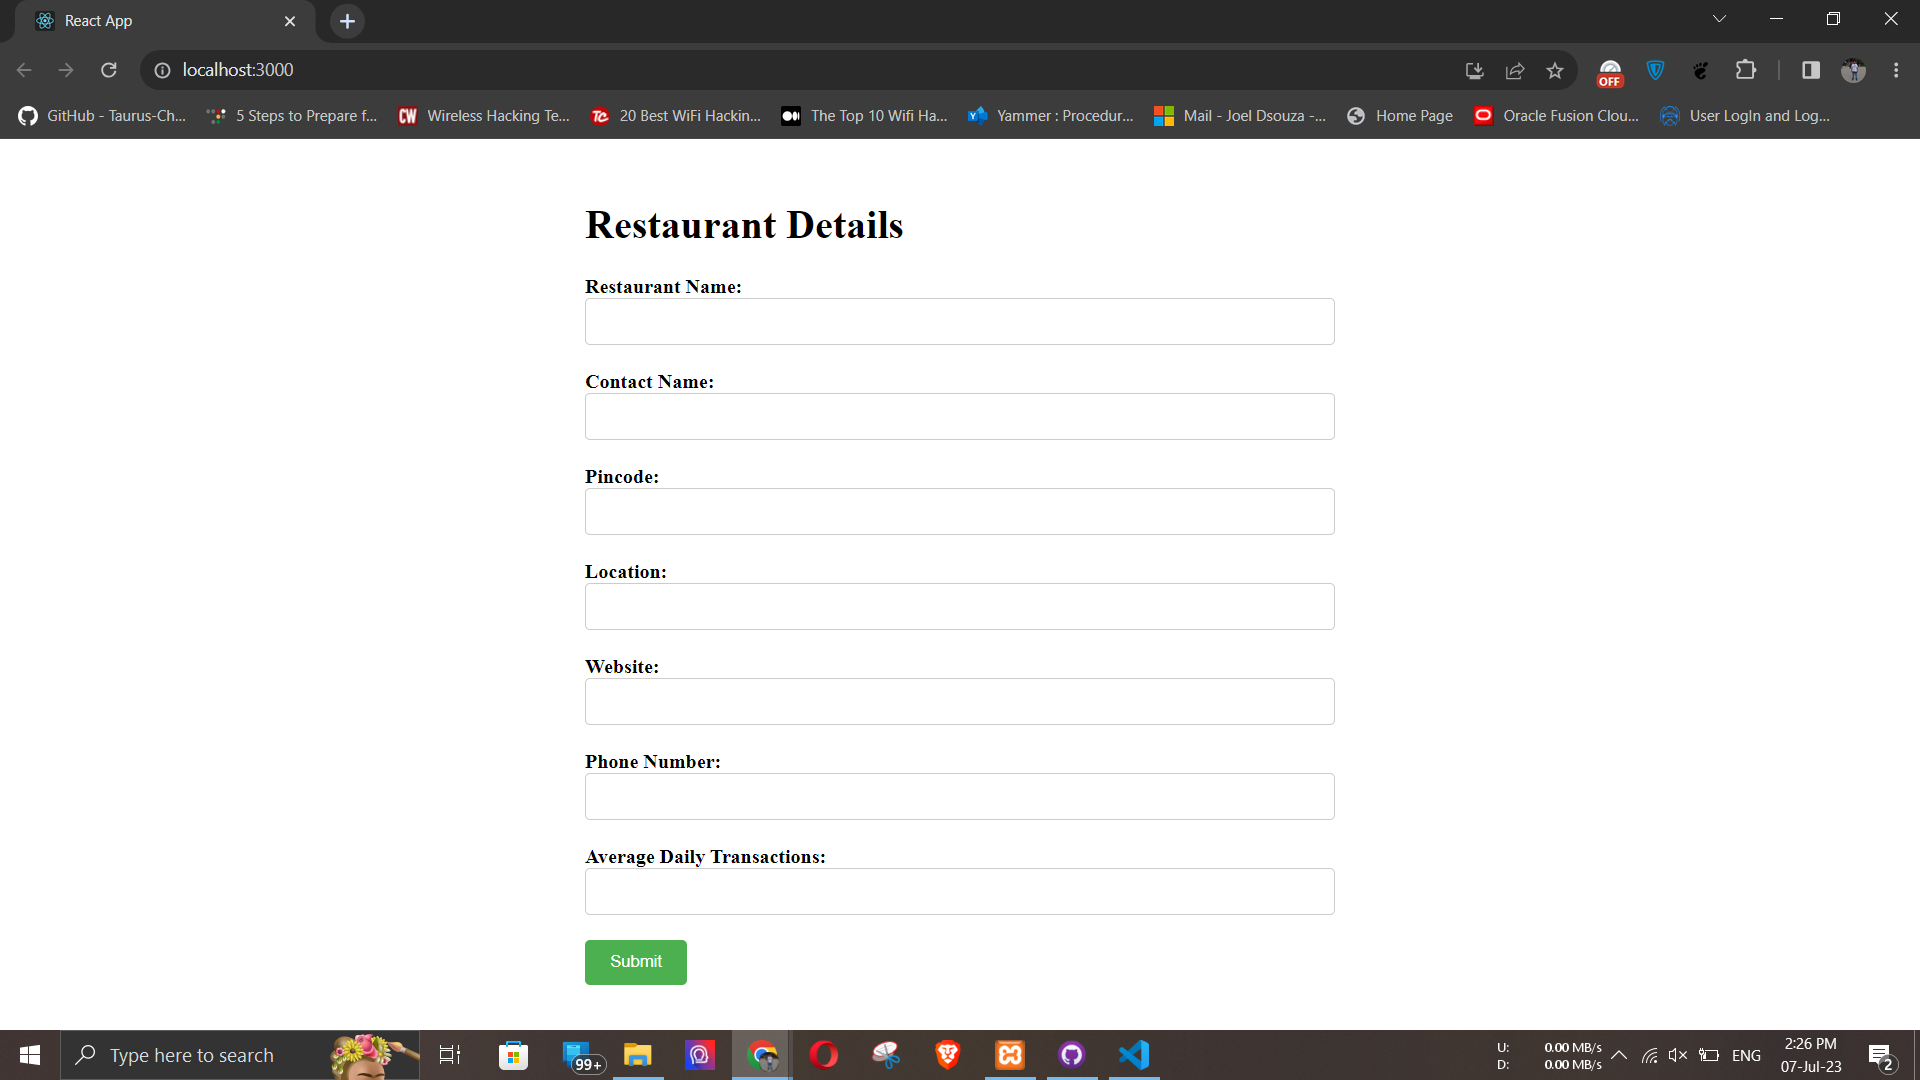 React App
localhost:3000
OFF
GitHub - Taurus-Ch... 5 Steps to Prepare f... CW Wireless Hacking Te... TC 20 Best WiFi Hackin... The Top 10 Wifi Ha... Yammer : Procedur... Mail - Joel Dsouza -... Home Page Oracle Fusion Clou... User LogIn and Log...
Restaurant Details
Restaurant Name:
Contact Name:
Pincode:
Location:
Website:
Phone Number:
Average Daily Transactions:
Submit
Type here to search
99+
U: 0.00 MB/s
D: 0.00 MB/s
ENG
2:26 PM
07-Jul-23
2